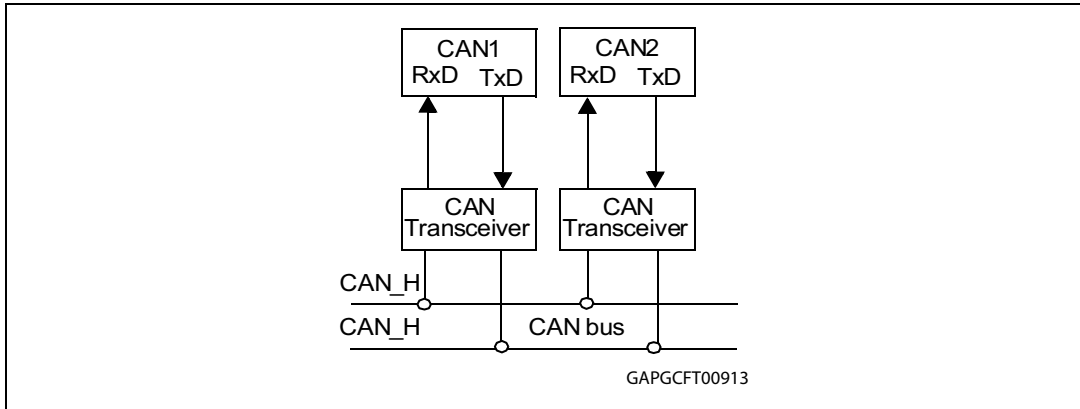 CAN1
RxD TxD
CAN2
RxD TxD
CAN
Transceiver
CAN
Transceiver
CAN_H
CAN_H
CAN bus
GAPGCFT00913